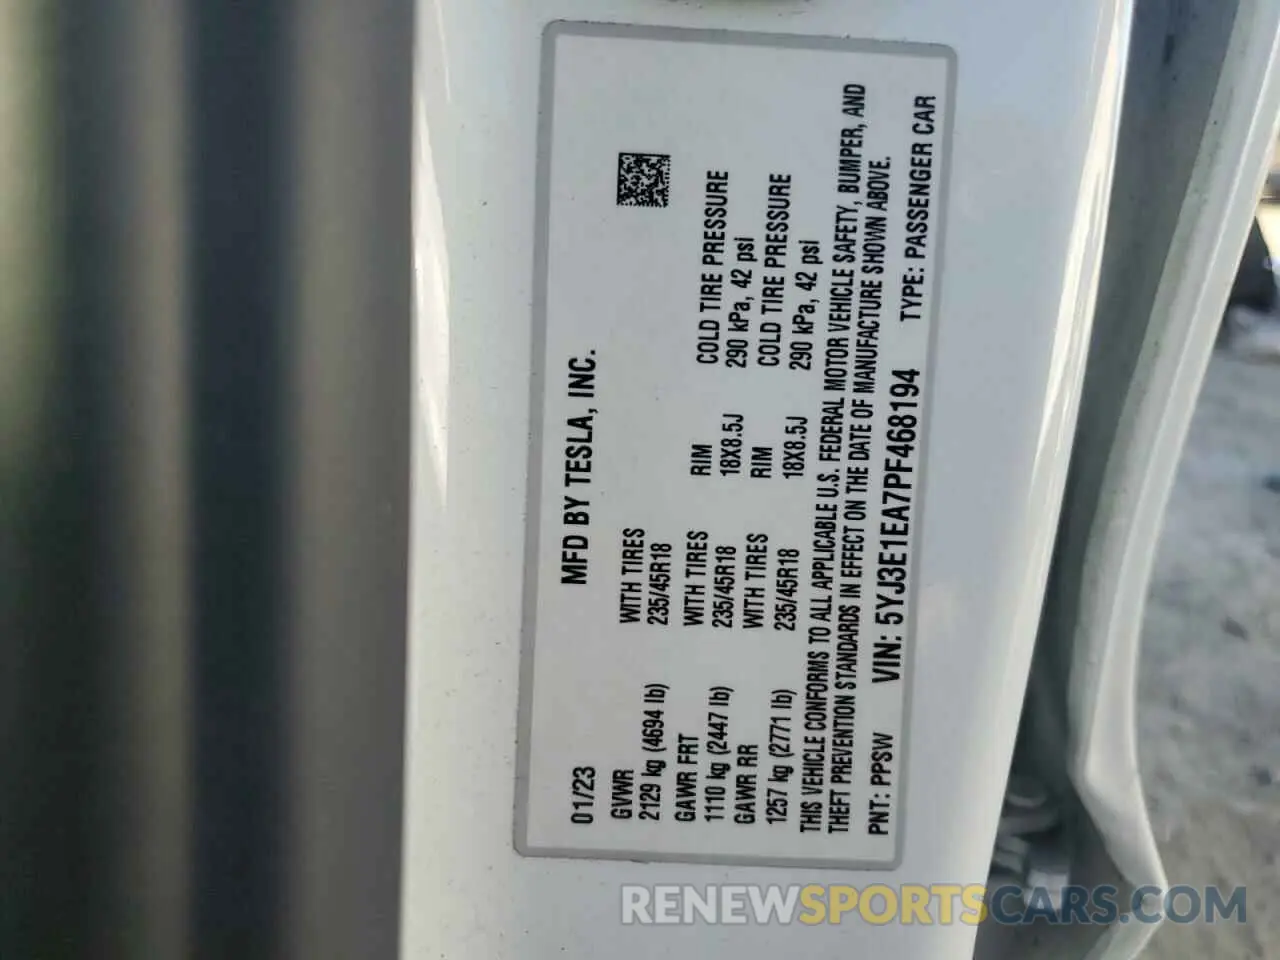 01/23 MFD BY TESLA, INC.
GVWR WITH TIRES
2129 kg (4694 lb) 235/45R18
GAWR FRT WITH TIRES RIM COLD TIRE PRESSURE
1110 kg (2447 lb) 235/45R18 18X8.5J 290 kPa, 42 psi
GAWR RR WITH TIRES RIM COLD TIRE PRESSURE
1257 kg (2771 lb) 235/45R18 18X8.5J 290 kPa, 42 psi
THIS VEHICLE CONFORMS TO ALL APPLICABLE U.S. FEDERAL MOTOR VEHICLE SAFETY, BUMPER, AND
THEFT PREVENTION STANDARDS IN EFFECT ON THE DATE OF MANUFACTURE SHOWN ABOVE.
PNT: PPSW VIN: 5YJ3E1EA7PF468194 TYPE: PASSENGER CAR
RENEWSPORTSCARS.COM